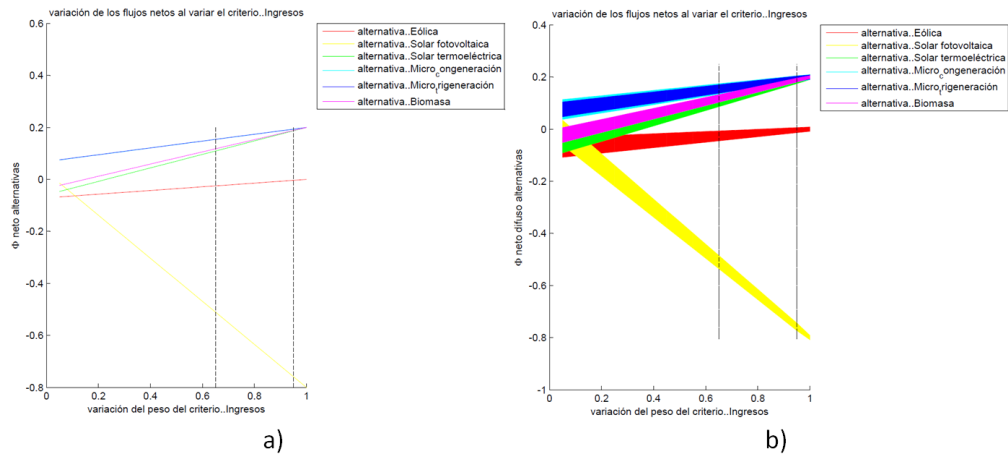 variación de los flujos netos al variar el criterio..Ingresos
alternativa..Eólica
alternativa..Solar fotovoltaica
alternativa..Solar termoeléctrica
alternativa..Micro_congeneración
alternativa..Micro_trigeneración
alternativa..Biomasa
Φ neto alternativas
0.6
0.4
0.2
0
-0.2
-0.4
-0.6
-0.8
0
0.2
0.4
0.6
0.8
1
variación del peso del criterio..Ingresos
a)
variación de los flujos netos al variar el criterio..Ingresos
alternativa..Eólica
alternativa..Solar fotovoltaica
alternativa..Solar termoeléctrica
alternativa..Micro_congeneración
alternativa..Micro_trigeneración
alternativa..Biomasa
Φ neto difuso alternativas
0.4
0.2
0
-0.2
-0.4
-0.6
-0.8
-1
0
0.2
0.4
0.6
0.8
1
variación del peso del criterio..Ingresos
b)